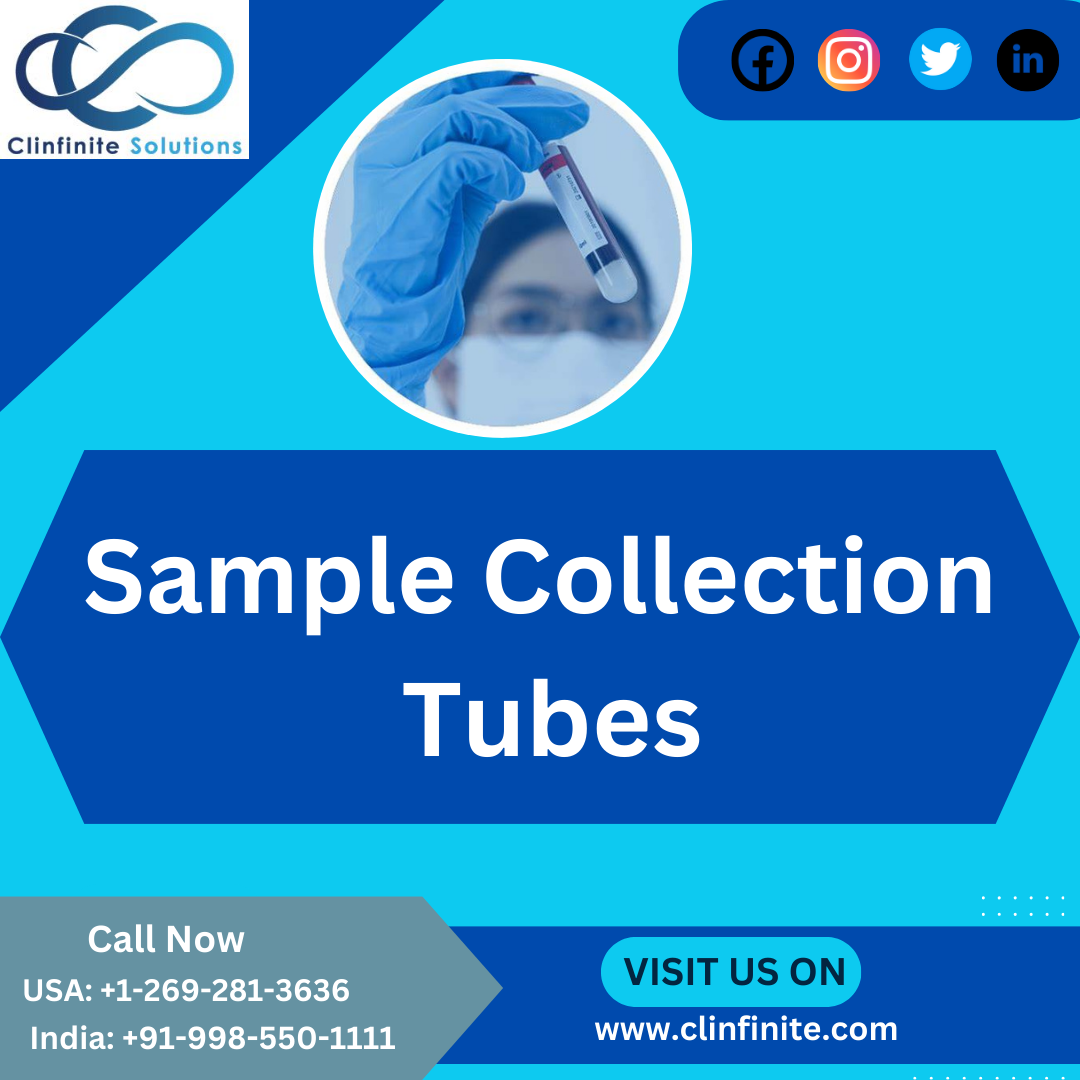 Clinfinite Solutions
Sample Collection
Tubes
Call Now
USA: +1-269-281-3636
India: +91-998-550-1111
VISIT US ON
www.clinfinite.com